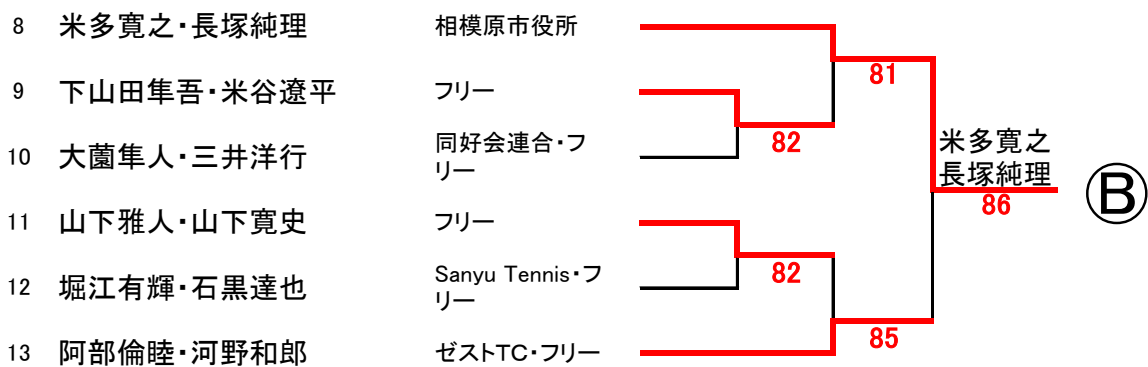 8 米多寛之・長塚純理 相模原市役所
81
9 下山田隼吾・米谷遼平 フリー
82
10 大薗隼人・三井洋行 同好会連合・フ
リー
米多寛之
長塚純理
86
Ⓑ
11 山下雅人・山下寛史 フリー
82
12 堀江有輝・石黒達也 Sanyu Tennis・フ
リー
85
13 阿部倫睦・河野和郎 ゼストTC・フリー